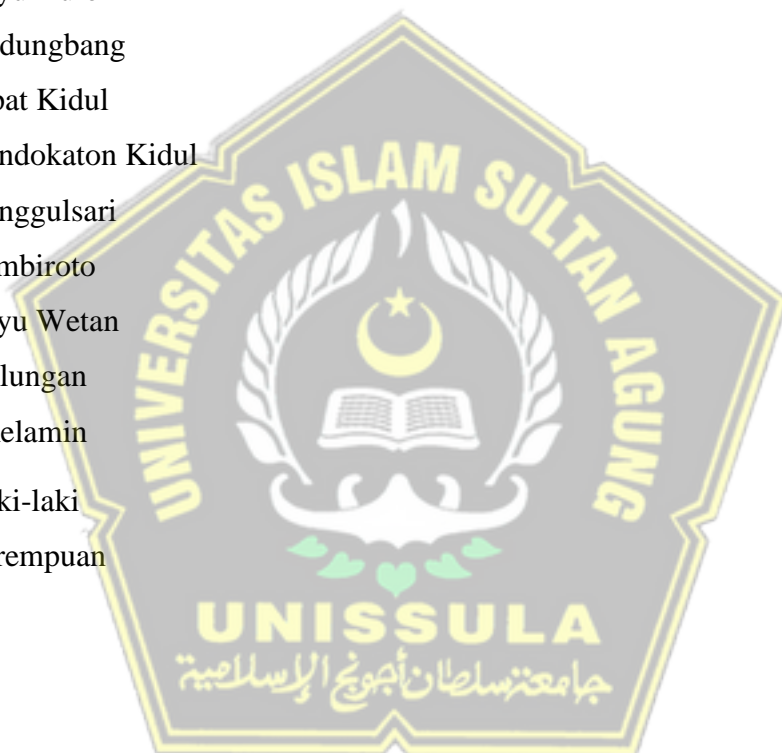 dungbang
bat Kidul
ndokaton Kidul
nggulsari
mbiroto
yu Wetan
lungan
elamin
ki-laki
rempuan
UNIVERSITAS ISLAM SULTAN AGUNG
UNISSULA
جامعة سلطان أجونج الإسلامية